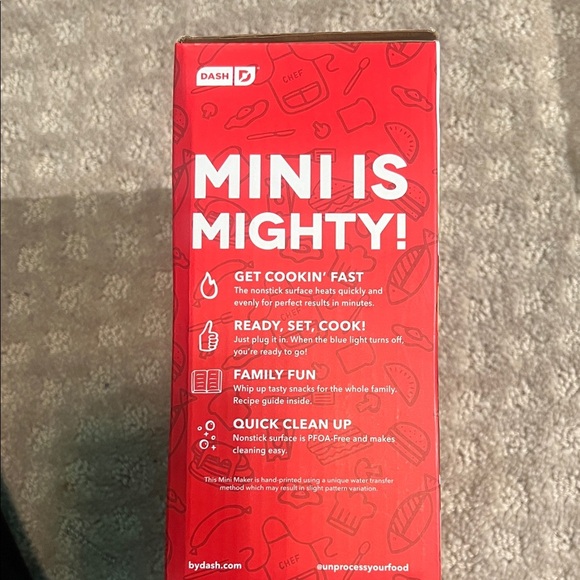 DASH
CHEF
MINI IS
MIGHTY!
GET COOKIN' FAST
The nonstick surface heats quickly and
evenly for perfect results in minutes.
READY, SET, COOK!
Just plug it in. When the blue light turns off,
you're ready to go!
FAMILY FUN
Whip up tasty snacks for the whole family.
Recipe guide inside.
QUICK CLEAN UP
Nonstick surface is PFOA-Free and makes
cleaning easy.
This Mini Maker is hand-printed using a unique water transfer
method which may result in slight pattern variation.
CHEF
bydash.com
@unprocessyourfood